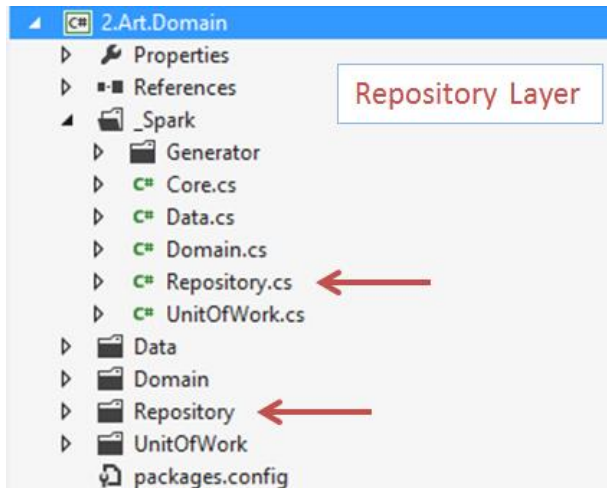 C# 2.Art.Domain
Properties
References
Repository Layer
_Spark
Generator
C# Core.cs
C# Data.cs
C# Domain.cs
C# Repository.cs
C# UnitOfWork.cs
Data
Domain
Repository
UnitOfWork
packages.config